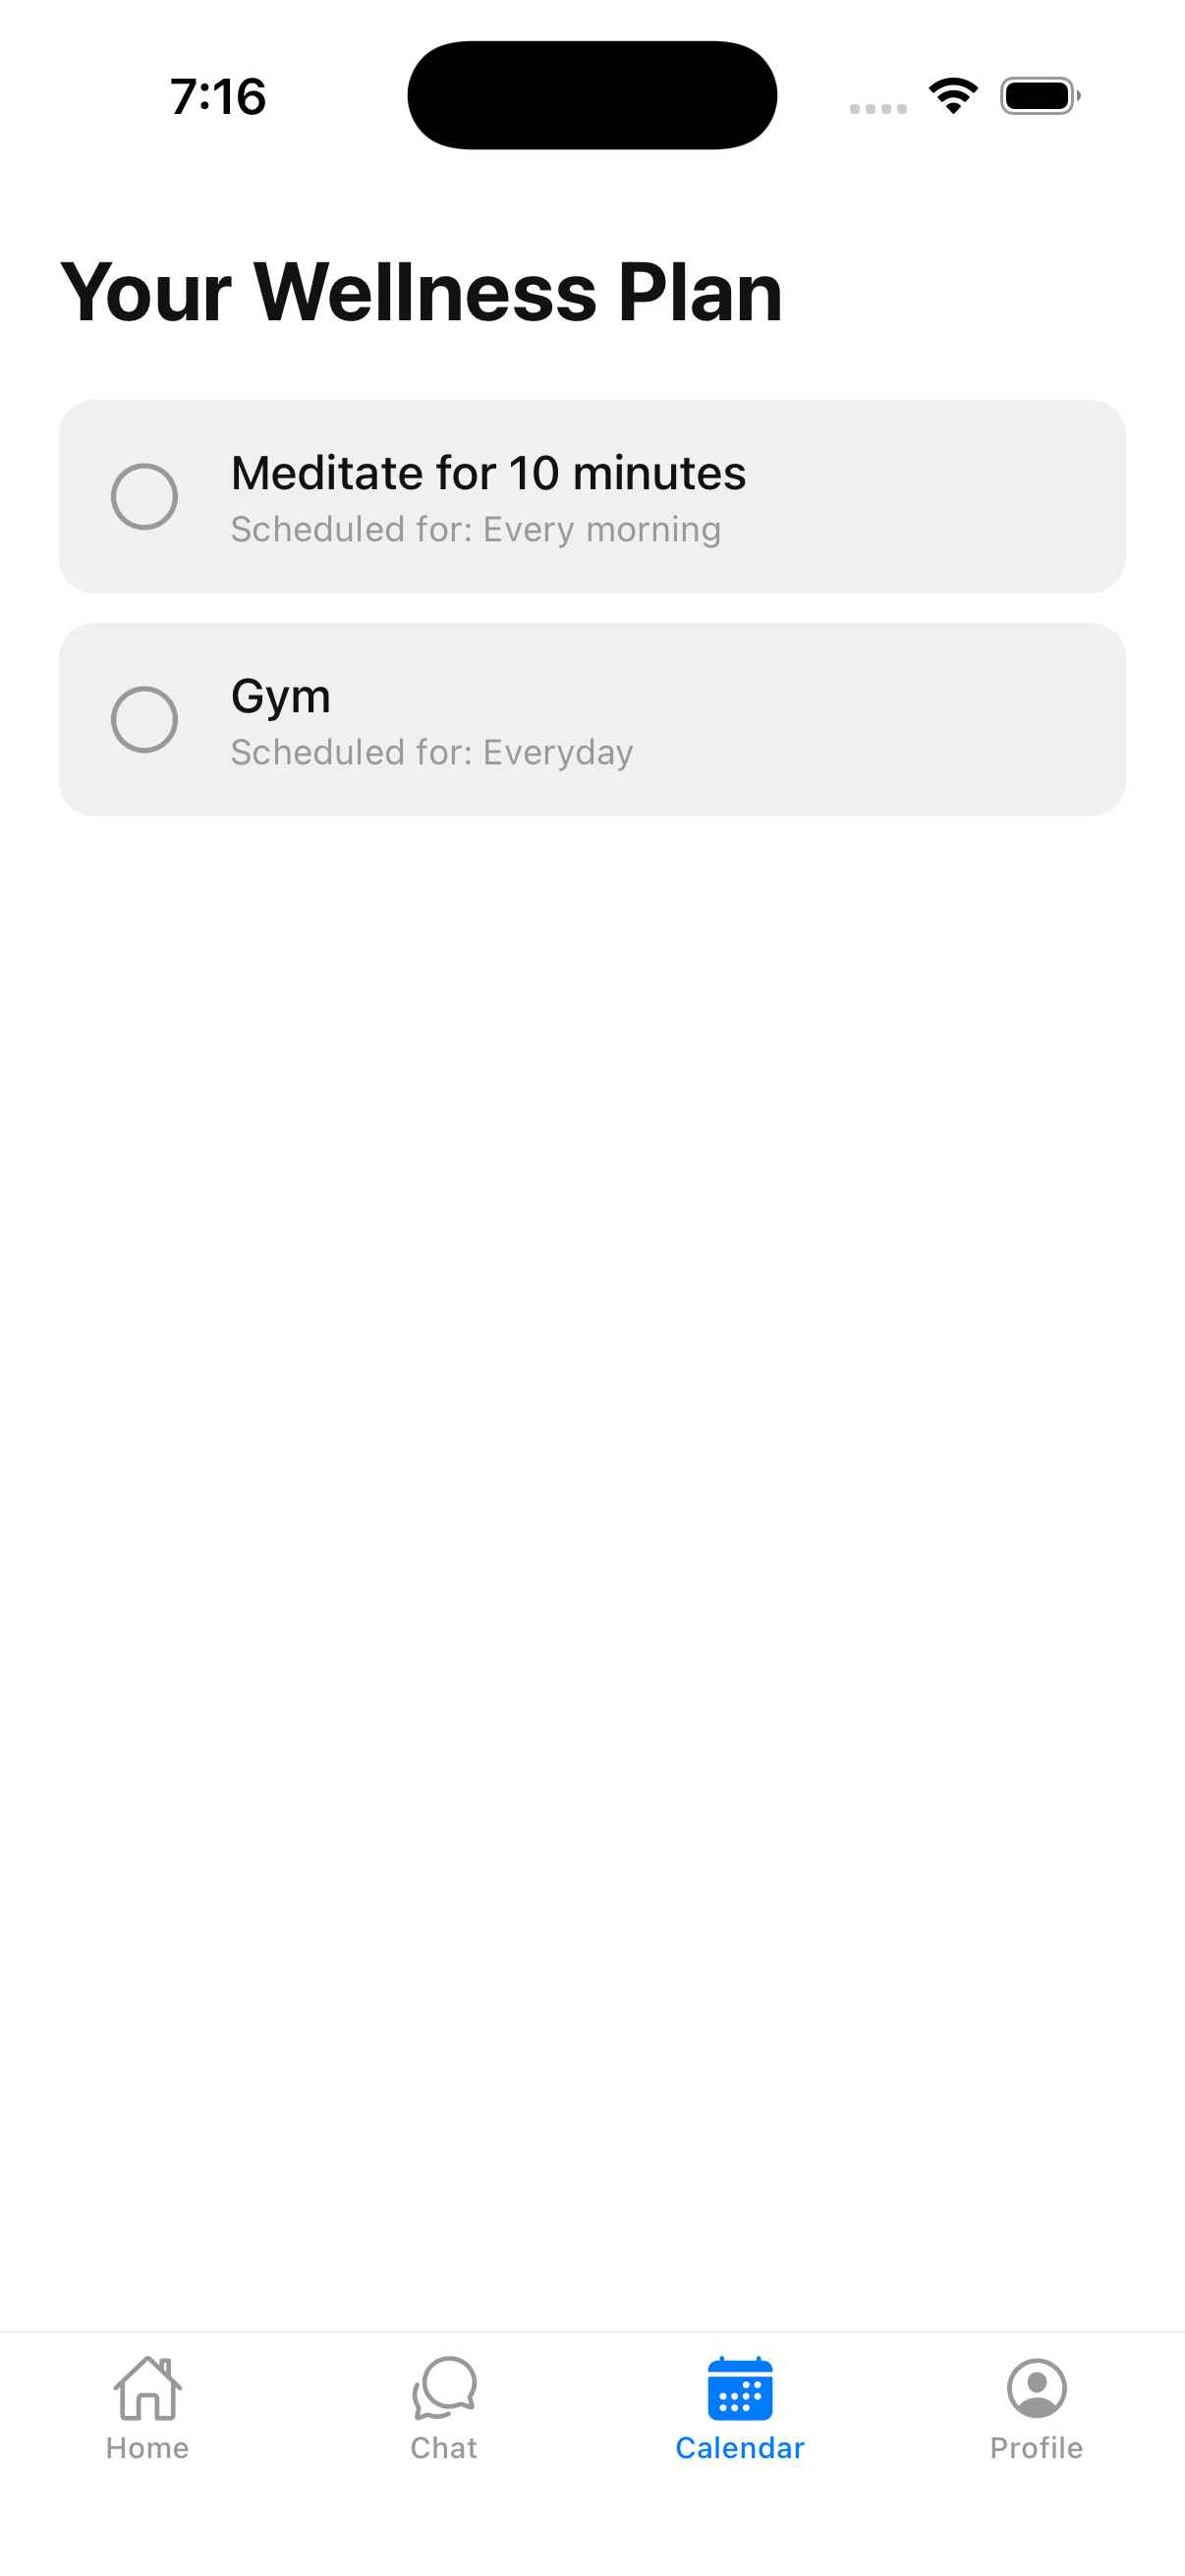 7:16
Your Wellness Plan
Meditate for 10 minutes
Scheduled for: Every morning
Gym
Scheduled for: Everyday
Home
Chat
Calendar
Profile